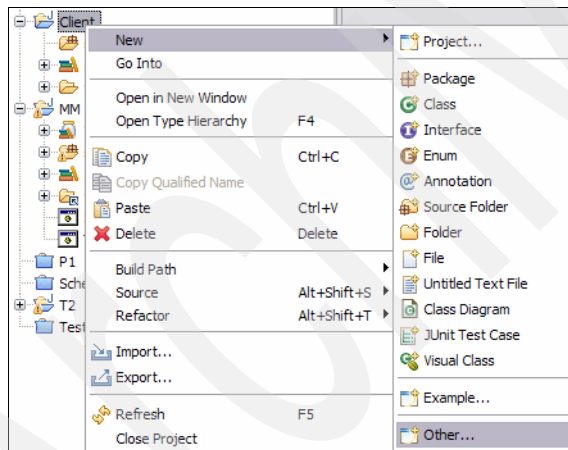 Client
MM
P1
Sche
T2
Test
New
Go Into
Open in New Window
Open Type Hierarchy F4
Copy Ctrl+C
Copy Qualified Name
Paste Ctrl+V
Delete Delete
Build Path
Source Alt+Shift+S
Refactor Alt+Shift+T
Import...
Export...
Refresh F5
Close Project
Project...
Package
Class
Interface
Enum
Annotation
Source Folder
Folder
File
Untitled Text File
Class Diagram
JUnit Test Case
Visual Class
Example...
Other...